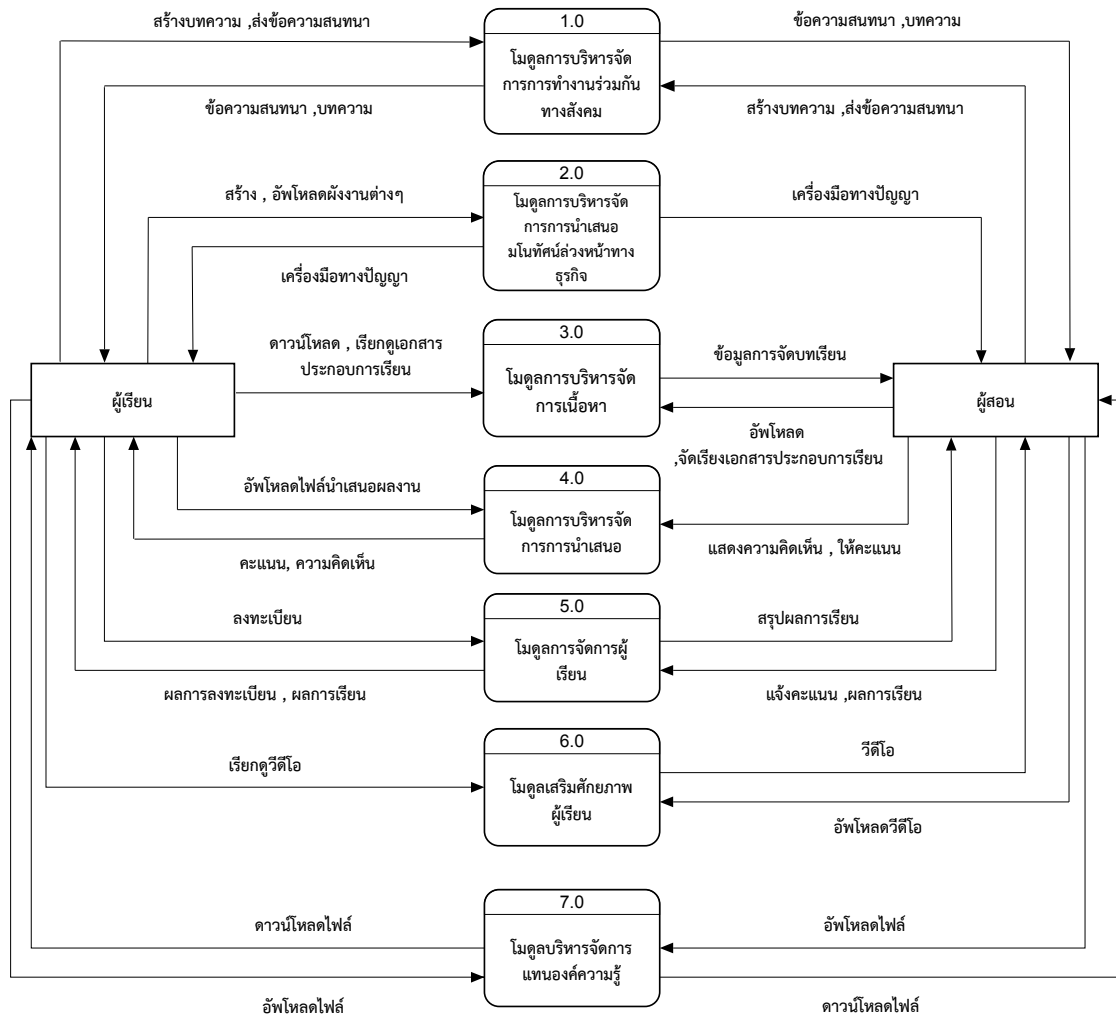 สร้างบทความ ,ส่งข้อความสนทนา
1.0
ข้อความสนทนา ,บทความ
โมดูลการบริหารจัด
การการทำงานร่วมกัน
ทางสังคม
ข้อความสนทนา ,บทความ
สร้างบทความ ,ส่งข้อความสนทนา
2.0
สร้าง , อัพโหลดผังงานต่างๆ
เครื่องมือทางปัญญา
โมดูลการบริหารจัด
การการนำเสนอ
มโนทัศน์ล่วงหน้าทาง
ธุรกิจ
เครื่องมือทางปัญญา
3.0
ดาวน์โหลด , เรียกดูเอกสาร
ประกอบการเรียน
ข้อมูลการจัดบทเรียน
โมดูลการบริหารจัด
การเนื้อหา
ผู้เรียน
ผู้สอน
อัพโหลด
,จัดเรียงเอกสารประกอบการเรียน
4.0
อัพโหลดไฟล์นำเสนอผลงาน
โมดูลการบริหารจัด
การการนำเสนอ
คะแนน, ความคิดเห็น
แสดงความคิดเห็น , ให้คะแนน
5.0
ลงทะเบียน
สรุปผลการเรียน
โมดูลการจัดการผู้
เรียน
ผลการลงทะเบียน , ผลการเรียน
แจ้งคะแนน ,ผลการเรียน
6.0
เรียกดูวีดีโอ
วีดีโอ
โมดูลเสริมศักยภาพ
ผู้เรียน
อัพโหลดวีดีโอ
7.0
ดาวน์โหลดไฟล์
อัพโหลดไฟล์
โมดูลบริหารจัดการ
แทนองค์ความรู้
อัพโหลดไฟล์
ดาวน์โหลดไฟล์